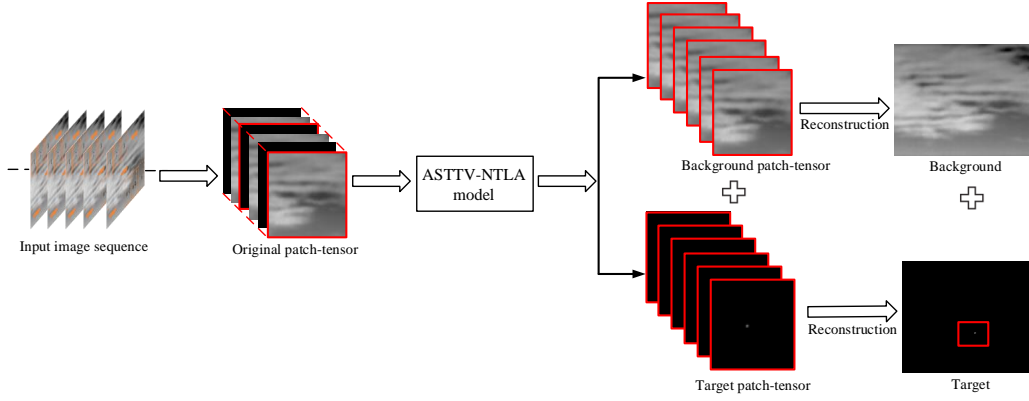 Input image sequence
Original patch-tensor
ASTTV-NTLA
model
Background patch-tensor
Reconstruction
Background
Target patch-tensor
Reconstruction
Target